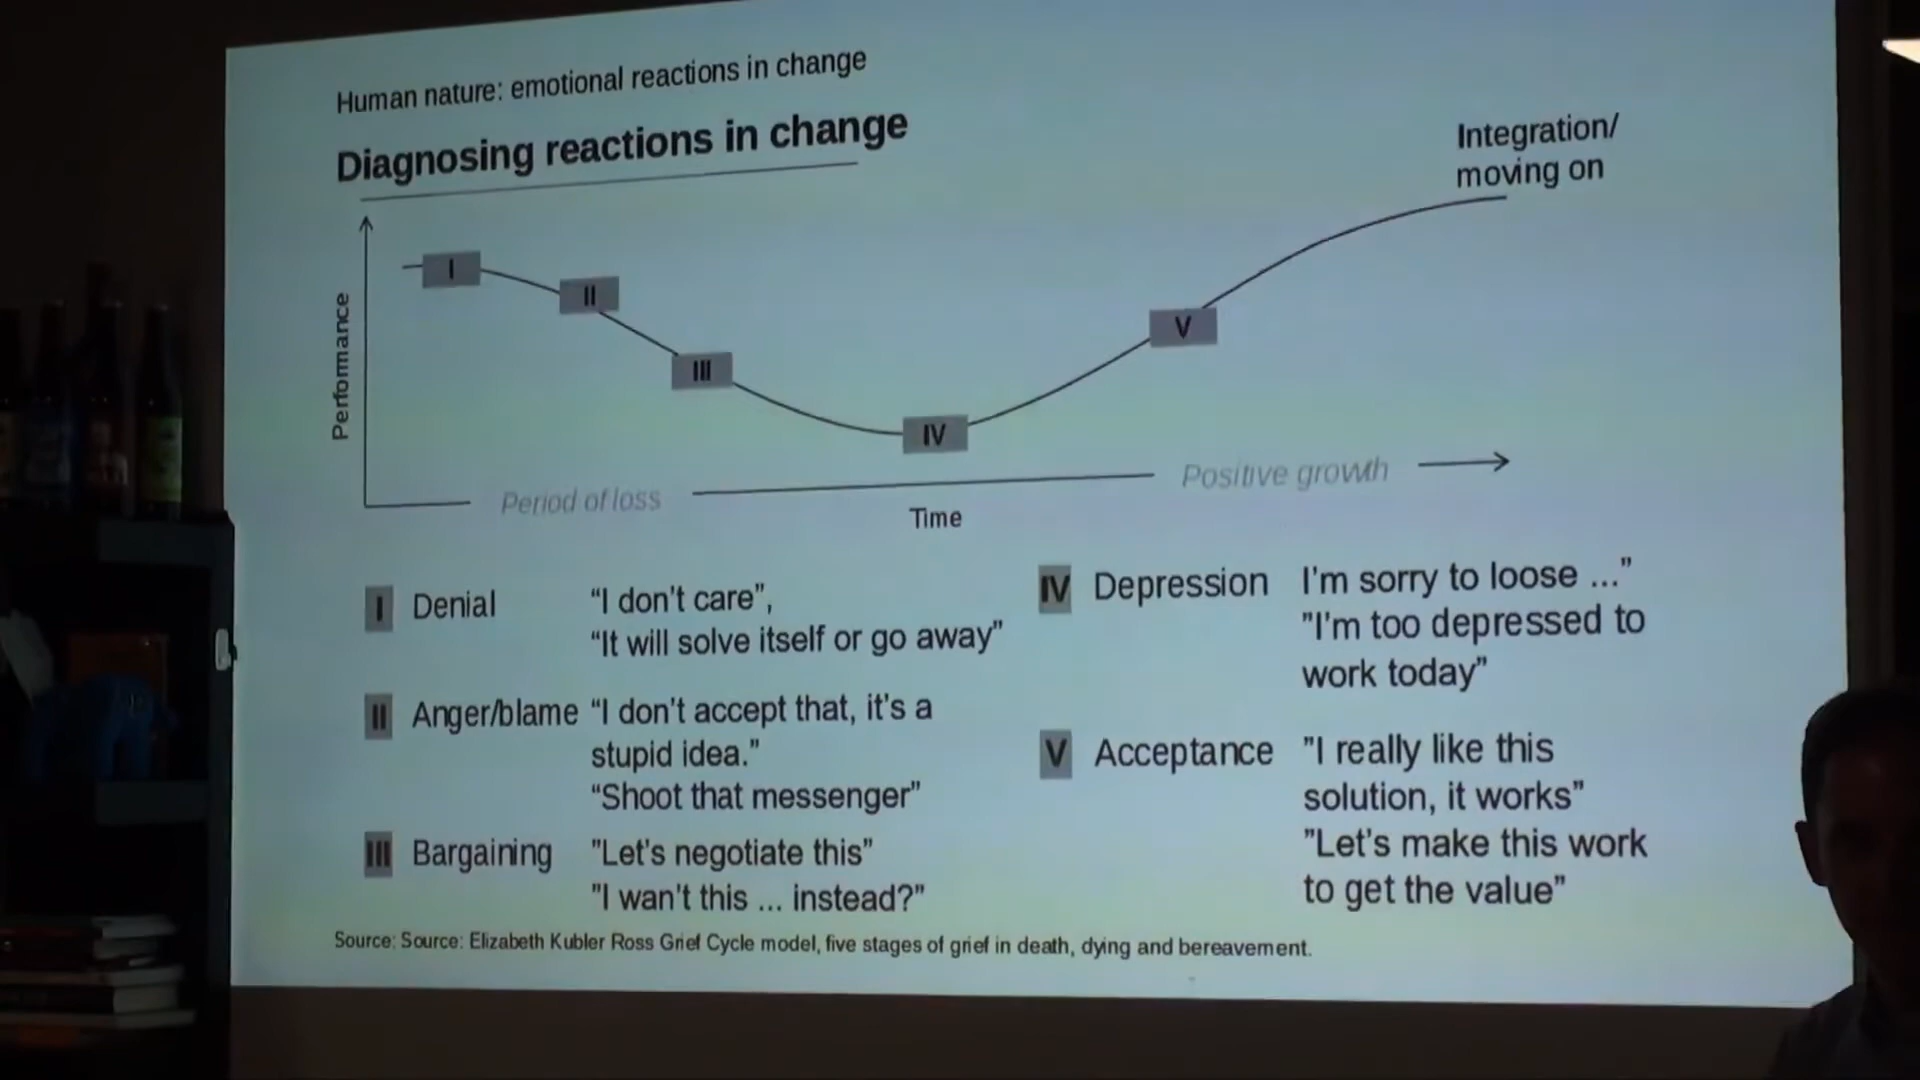 Human nature: emotional reactions in change
Diagnosing reactions in change
Integration/
moving on
Performance
I
II
III
IV
V
Period of loss
Positive growth
Time
I Denial “I don't care”,
“It will solve itself or go away”
II Anger/blame “I don't accept that, it's a
stupid idea.”
“Shoot that messenger”
III Bargaining ”Let's negotiate this”
”I wan't this ... instead?”
IV Depression I'm sorry to loose ...”
”I'm too depressed to
work today”
V Acceptance ”I really like this
solution, it works”
”Let's make this work
to get the value”
Source: Source: Elizabeth Kubler Ross Grief Cycle model, five stages of grief in death, dying and bereavement.